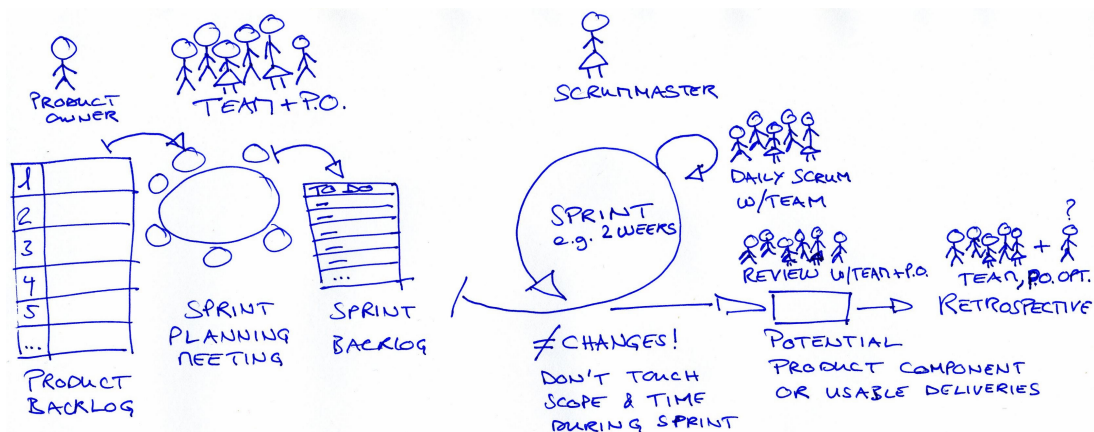 PRODUCT
OWNER
TEAM + P.O.
SCRUMMASTER
1
2
3
4
5
...
PRODUCT
BACKLOG
SPRINT
PLANNING
MEETING
TO DO
...
SPRINT
BACKLOG
SPRINT
e.g. 2 WEEKS
≠ CHANGES!
DON'T TOUCH
SCOPE & TIME
DURING SPRINT
DAILY SCRUM
W/TEAM
REVIEW W/TEAM+P.O.
POTENTIAL
PRODUCT COMPONENT
OR USABLE DELIVERIES
+
?
TEAM, P.O. OPT.
RETROSPECTIVE